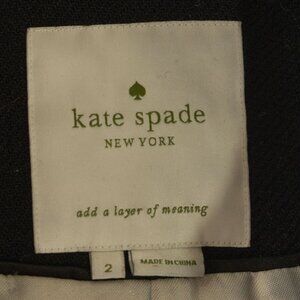 kate spade
NEW YORK
add a layer of meaning
2
MADE IN CHINA